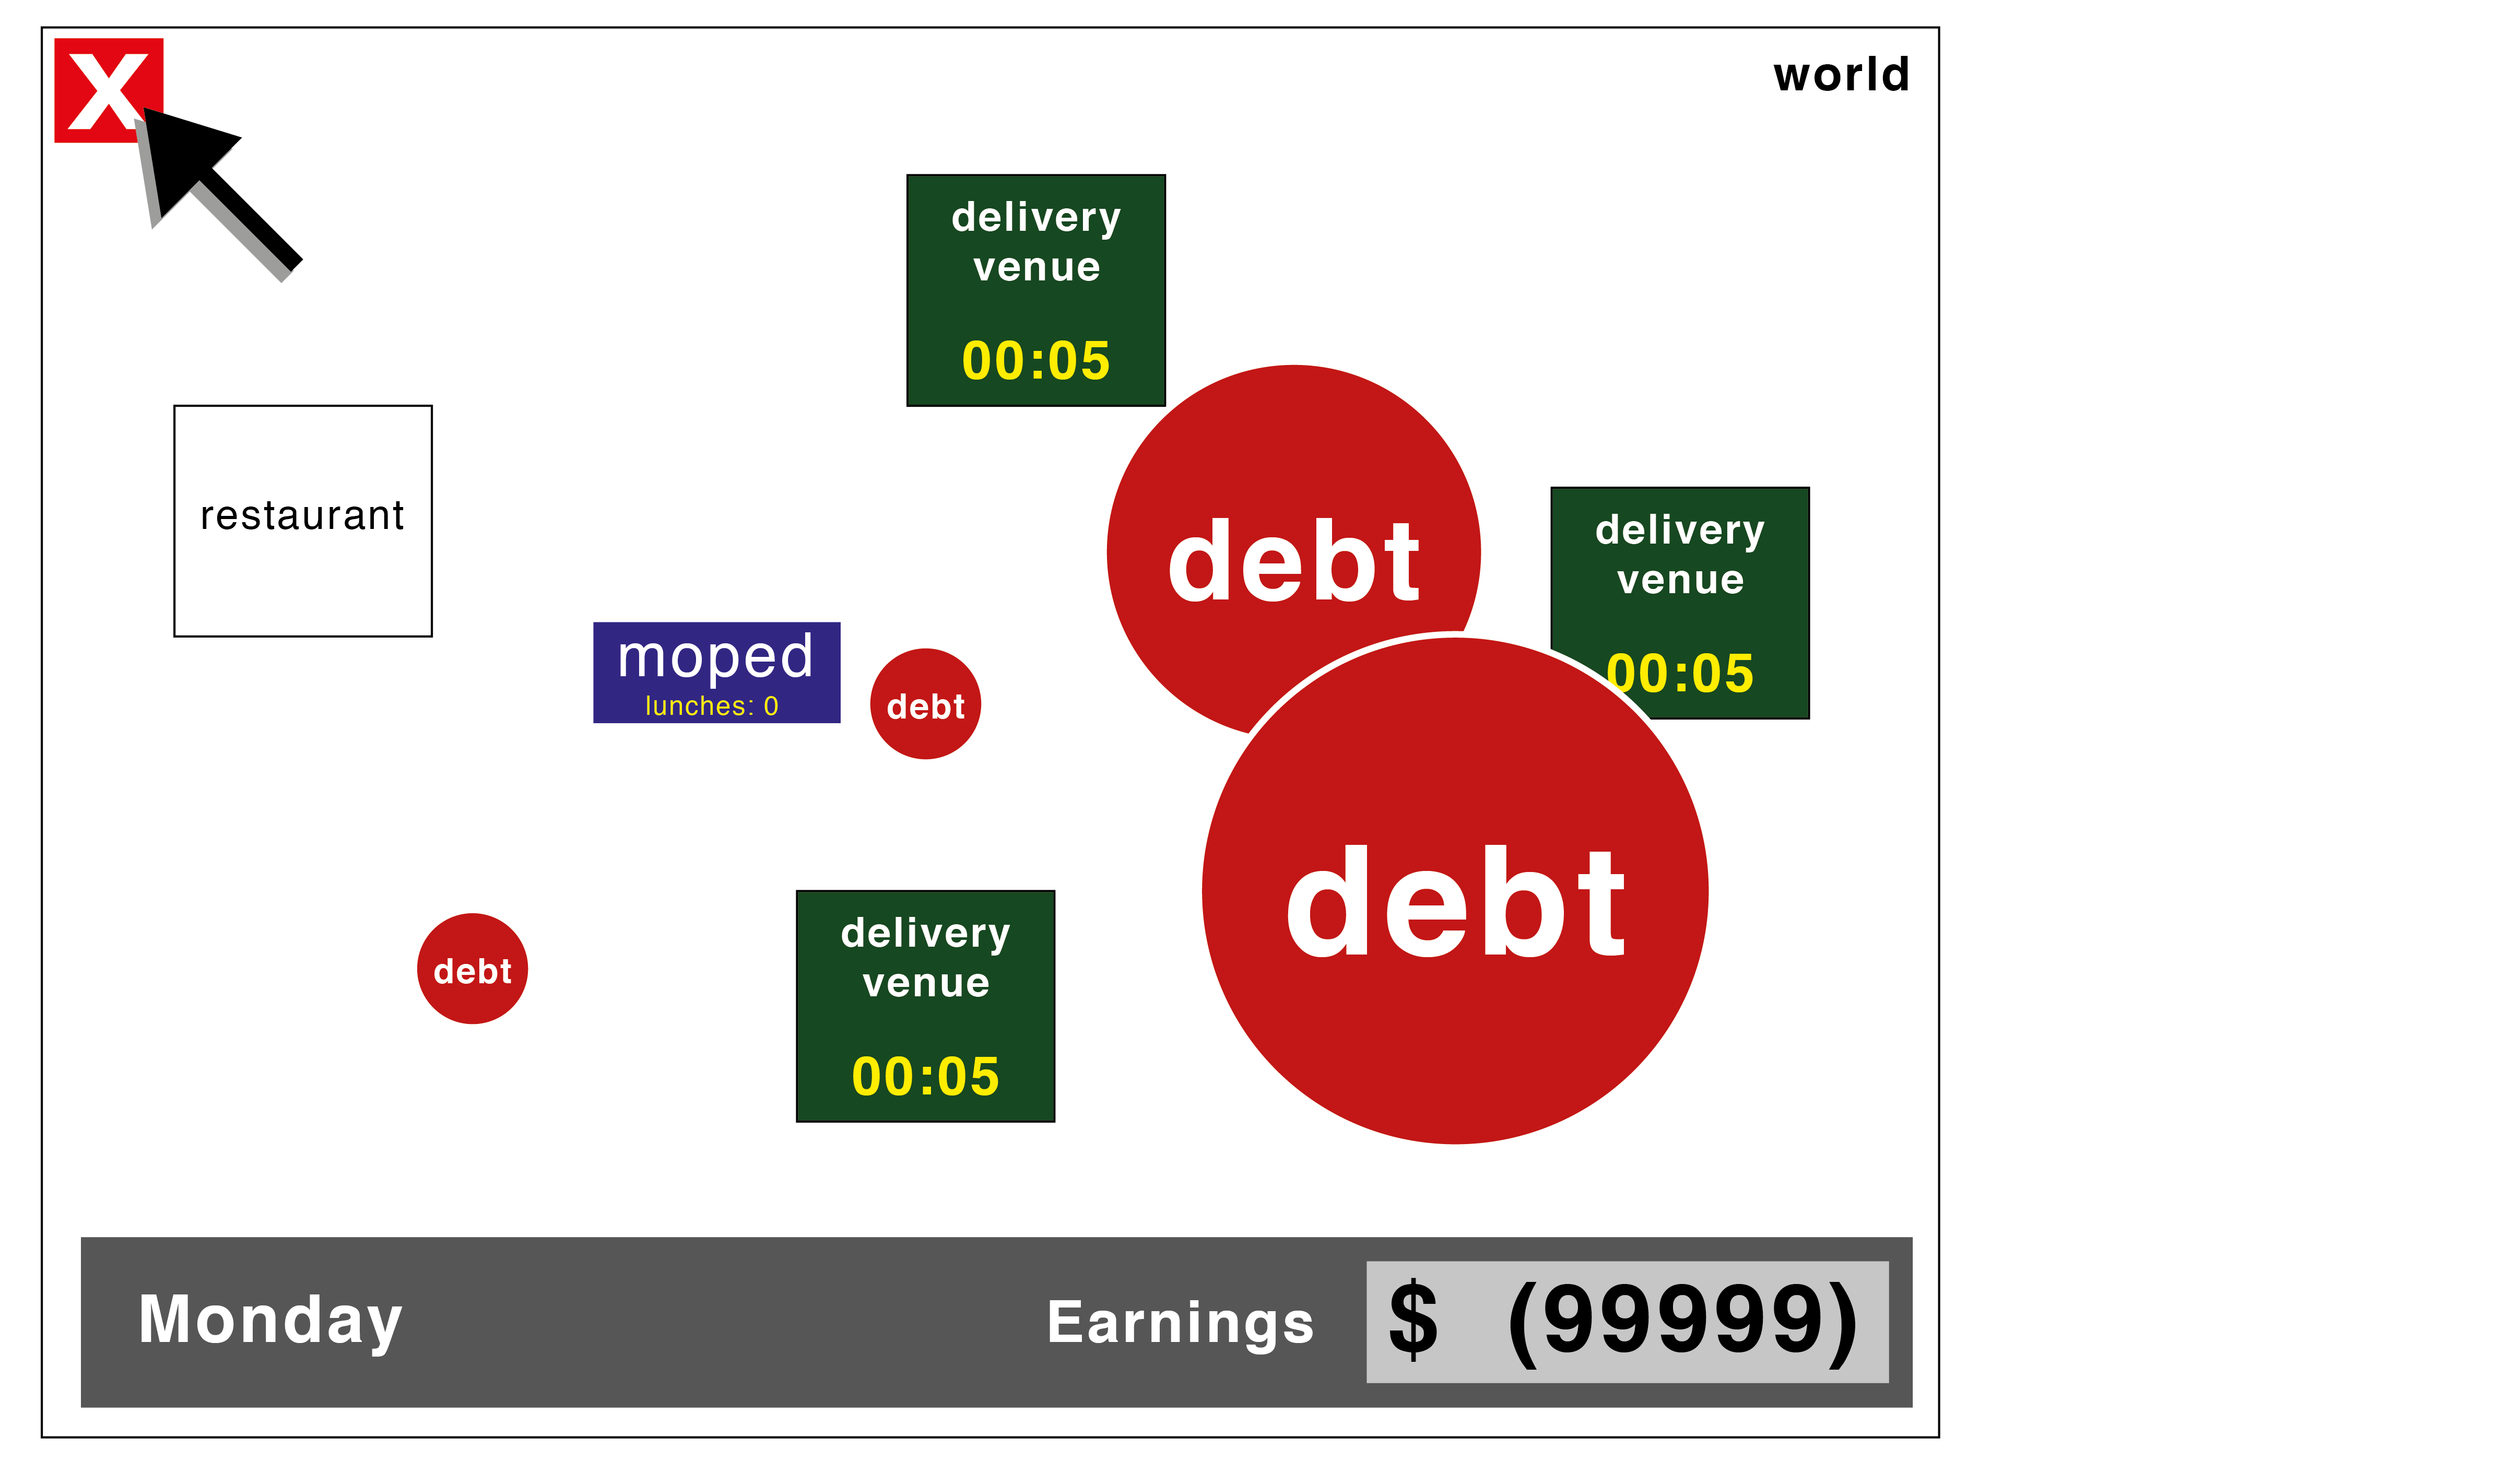 X
world
delivery
venue
00:05
restaurant
debt
delivery
venue
00:05
moped
lunches: 0
debt
debt
delivery
venue
00:05
debt
Monday
Earnings
$ (99999)